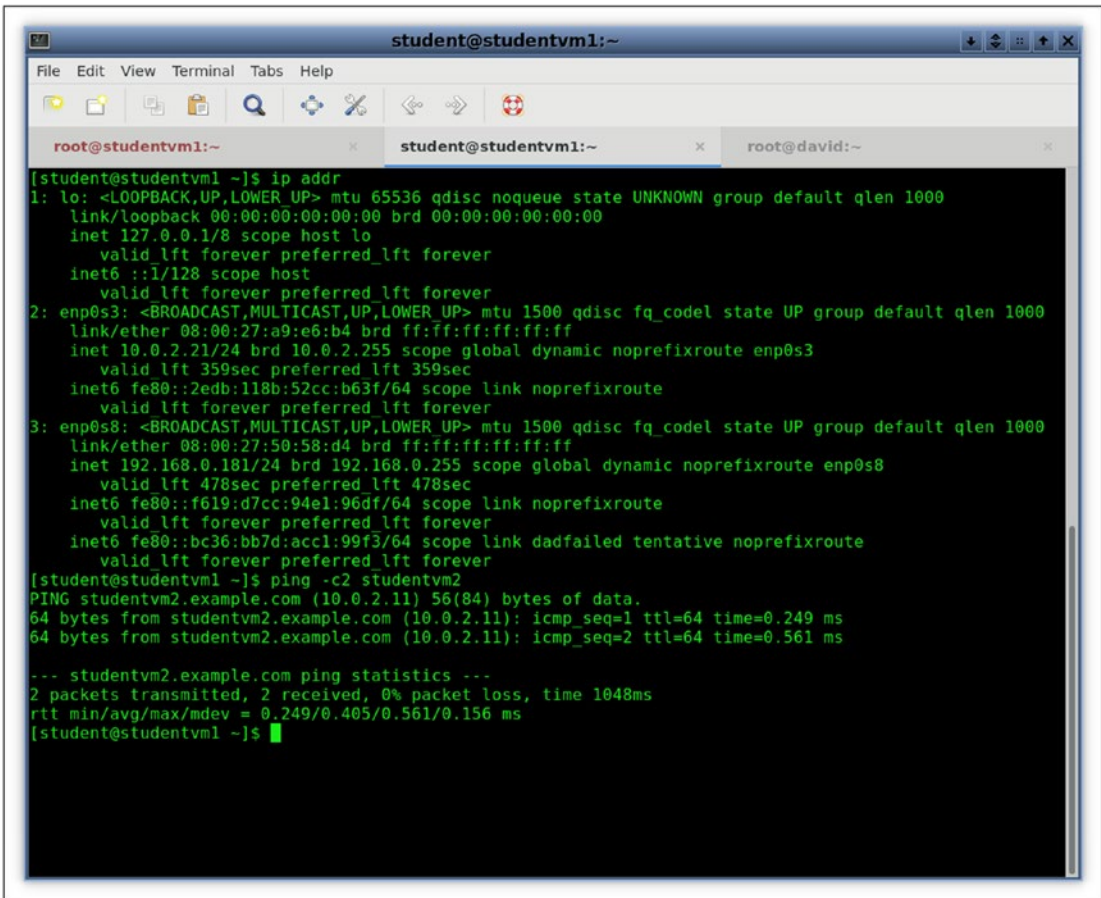 student@studentvm1:~
File Edit View Terminal Tabs Help
root@studentvm1:~ × student@studentvm1:~ × root@david:~ ×
[student@studentvm1 ~]$ ip addr
1: lo: <LOOPBACK,UP,LOWER_UP> mtu 65536 qdisc noqueue state UNKNOWN group default qlen 1000
    link/loopback 00:00:00:00:00:00 brd 00:00:00:00:00:00
    inet 127.0.0.1/8 scope host lo
       valid_lft forever preferred_lft forever
    inet6 ::1/128 scope host
       valid_lft forever preferred_lft forever
2: enp0s3: <BROADCAST,MULTICAST,UP,LOWER_UP> mtu 1500 qdisc fq_codel state UP group default qlen 1000
    link/ether 08:00:27:a9:e6:b4 brd ff:ff:ff:ff:ff:ff
    inet 10.0.2.21/24 brd 10.0.2.255 scope global dynamic noprefixroute enp0s3
       valid_lft 359sec preferred_lft 359sec
    inet6 fe80::2edb:118b:52cc:b63f/64 scope link noprefixroute
       valid_lft forever preferred_lft forever
3: enp0s8: <BROADCAST,MULTICAST,UP,LOWER_UP> mtu 1500 qdisc fq_codel state UP group default qlen 1000
    link/ether 08:00:27:50:58:d4 brd ff:ff:ff:ff:ff:ff
    inet 192.168.0.181/24 brd 192.168.0.255 scope global dynamic noprefixroute enp0s8
       valid_lft 478sec preferred_lft 478sec
    inet6 fe80::f619:d7cc:94e1:96df/64 scope link noprefixroute
       valid_lft forever preferred_lft forever
    inet6 fe80::bc36:bb7d:acc1:99f3/64 scope link dadfailed tentative noprefixroute
       valid_lft forever preferred_lft forever
[student@studentvm1 ~]$ ping -c2 studentvm2
PING studentvm2.example.com (10.0.2.11) 56(84) bytes of data.
64 bytes from studentvm2.example.com (10.0.2.11): icmp_seq=1 ttl=64 time=0.249 ms
64 bytes from studentvm2.example.com (10.0.2.11): icmp_seq=2 ttl=64 time=0.561 ms
--- studentvm2.example.com ping statistics ---
2 packets transmitted, 2 received, 0% packet loss, time 1048ms
rtt min/avg/max/mdev = 0.249/0.405/0.561/0.156 ms
[student@studentvm1 ~]$